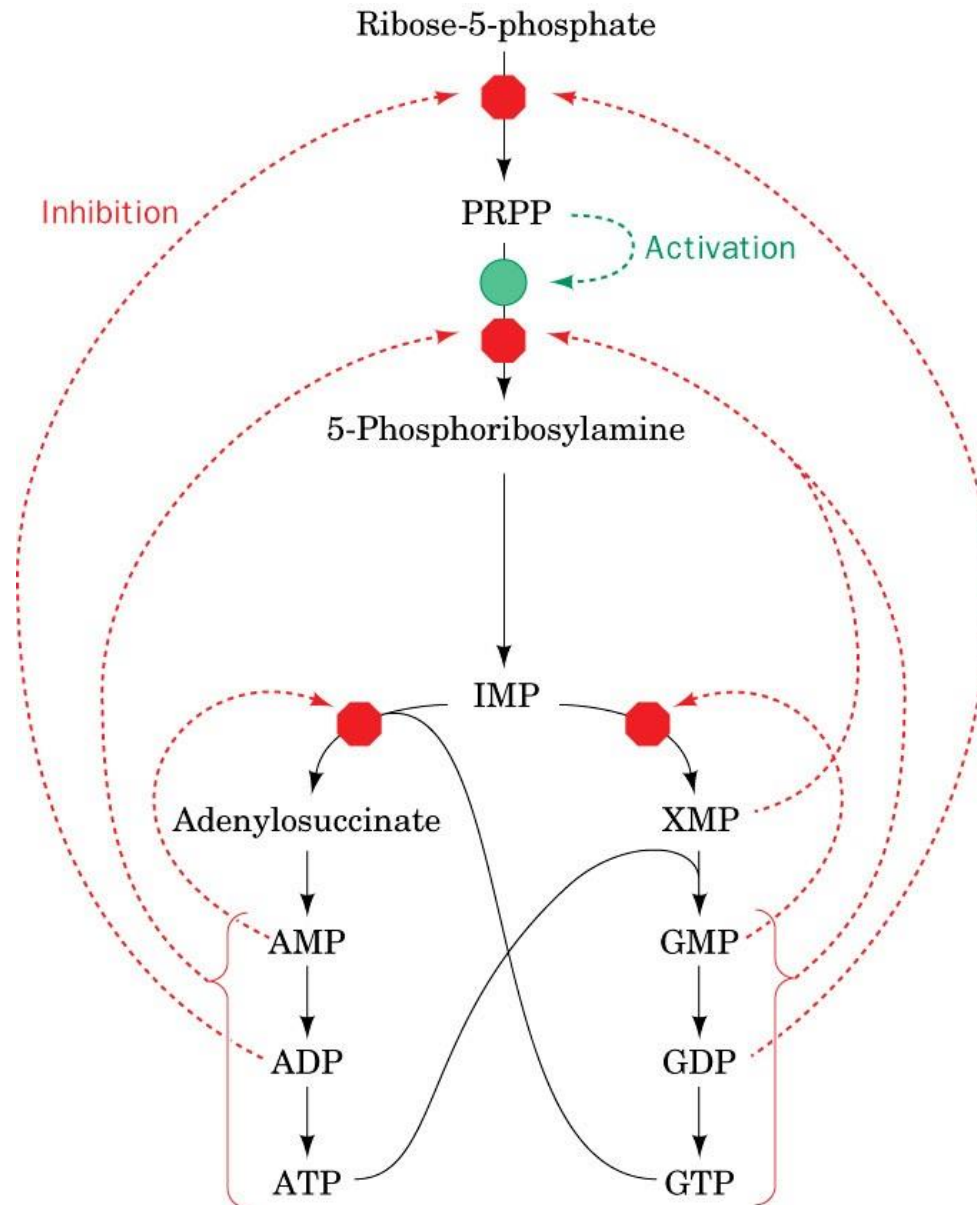 Ribose-5-phosphate
Inhibition
PRPP
Activation
5-Phosphoribosylamine
IMP
Adenylosuccinate
XMP
AMP
GMP
ADP
GDP
ATP
GTP